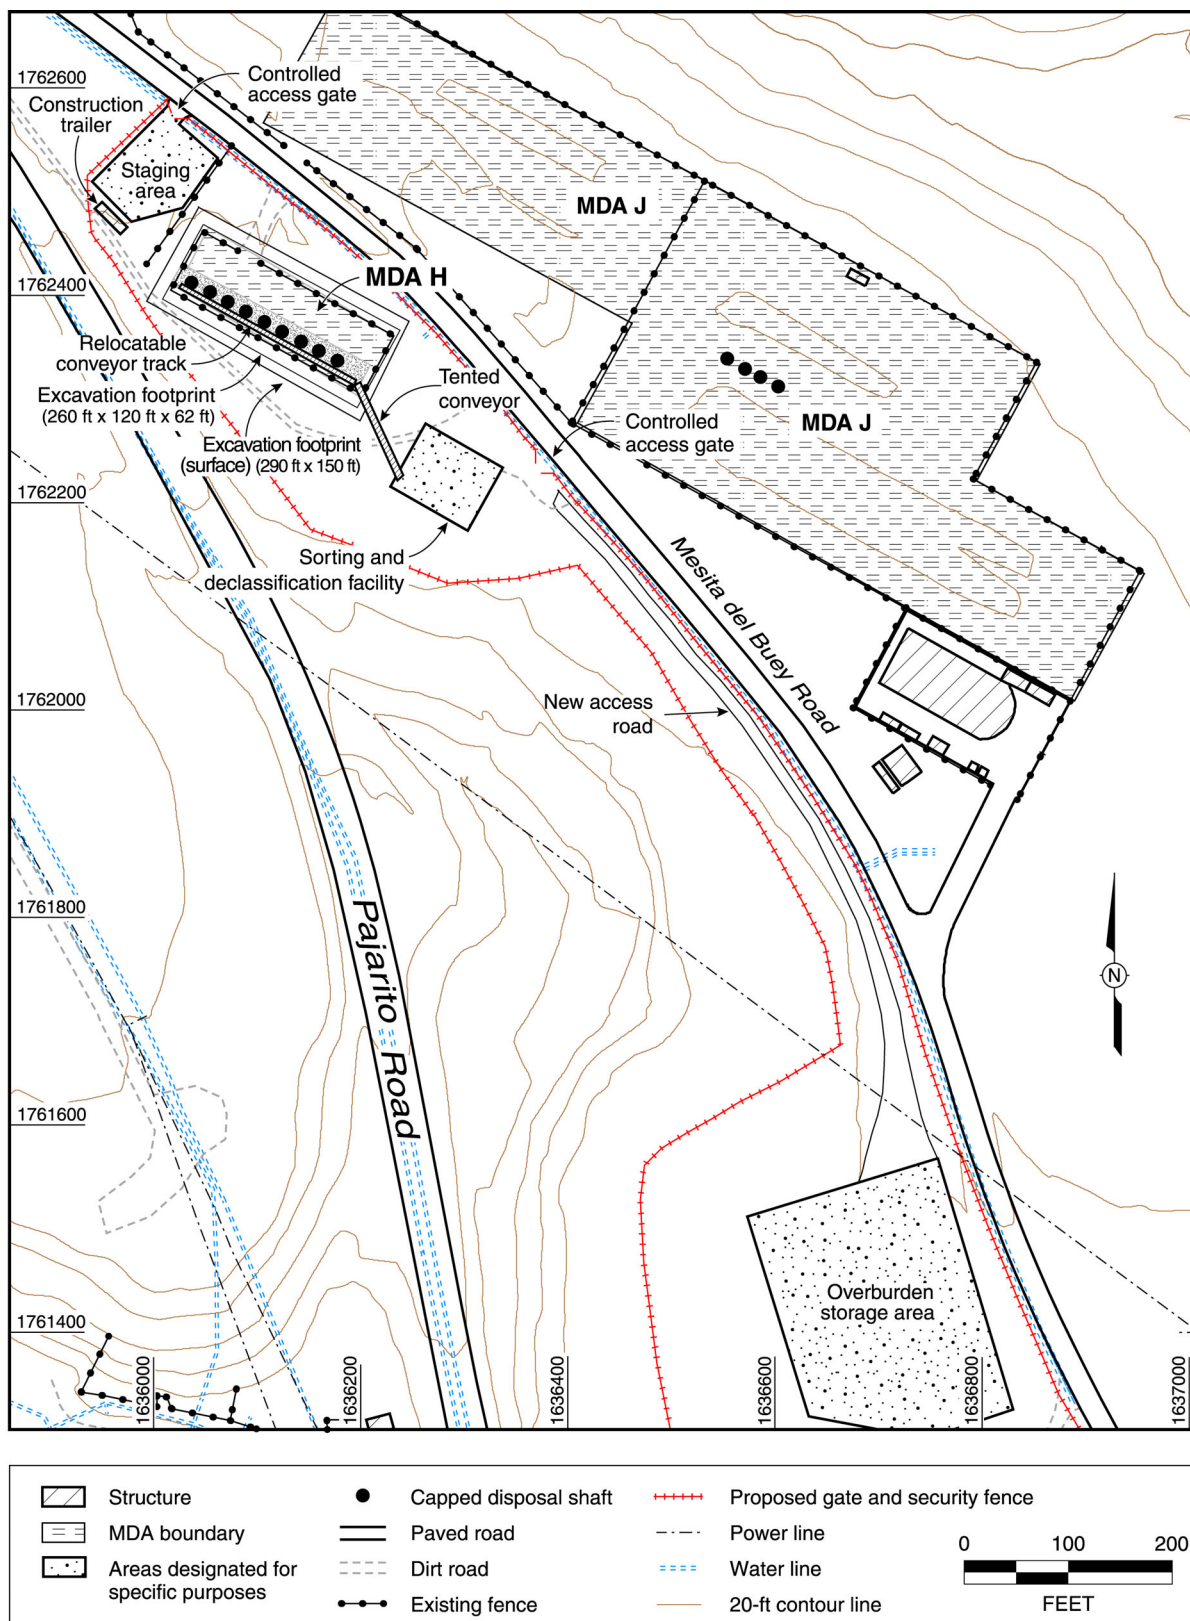 1762600
Controlled
access gate
Construction
trailer
Staging
area
MDA J
1762400
MDA H
Relocatable
conveyor track
Tented
conveyor
Excavation footprint
(260 ft x 120 ft x 62 ft)
MDA J
Controlled
access gate
Excavation footprint
(surface) (290 ft x 150 ft)
1762200
Sorting and
declassification facility
Mesita del Buey Road
1762000
New access
road
1761800
Pajarito Road
N
1761600
Overburden
storage area
1761400
1636000
1636200
1636400
1636600
1636800
1637000
Structure
Capped disposal shaft
Proposed gate and security fence
MDA boundary
Paved road
Power line
0 100 200
Areas designated for
specific purposes
Dirt road
Water line
FEET
Existing fence
20-ft contour line